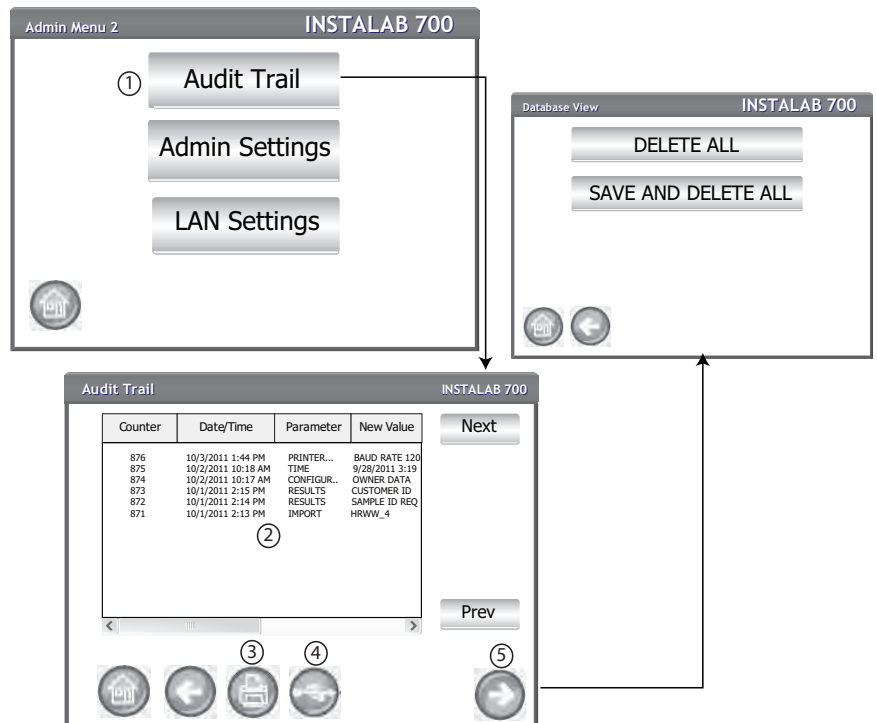 Admin Menu 2 INSTALAB 700
① Audit Trail
Admin Settings
LAN Settings
Database View INSTALAB 700
DELETE ALL
SAVE AND DELETE ALL
Audit Trail INSTALAB 700
Counter Date/Time Parameter New Value
876 10/3/2011 1:44 PM PRINTER... BAUD RATE 120
875 10/2/2011 10:18 AM TIME 9/28/2011 3:19
874 10/2/2011 10:17 AM CONFIGUR.. OWNER DATA
873 10/1/2011 2:15 PM RESULTS CUSTOMER ID
872 10/1/2011 2:14 PM RESULTS SAMPLE ID REQ
871 10/1/2011 2:13 PM IMPORT HRWW_4
②
Next
Prev
③ ④ ⑤